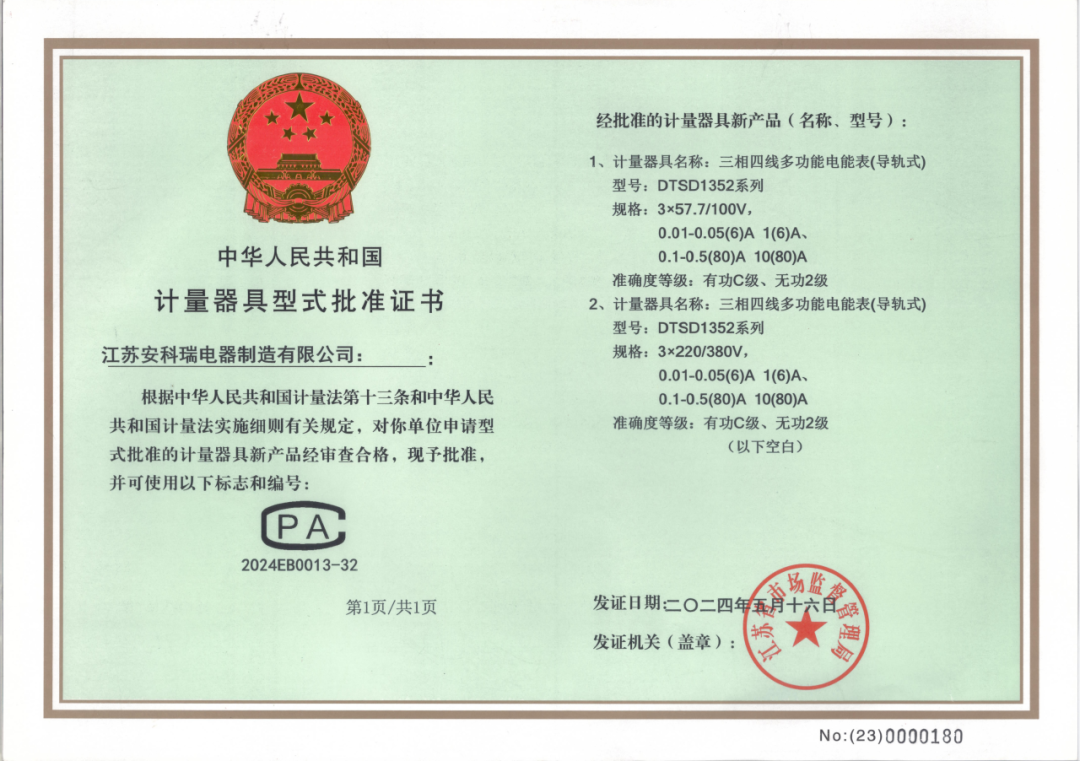 中华人民共和国
计量器具型式批准证书
江苏安科瑞电器制造有限公司： ：
根据中华人民共和国计量法第十三条和中华人民
共和国计量法实施细则有关规定，对你单位申请型
式批准的计量器具新产品经审查合格，现予批准，
并可使用以下标志和编号：
CPA
2024EB0013-32
第1页/共1页
经批准的计量器具新产品（名称、型号）：
1、计量器具名称：三相四线多功能电能表(导轨式)
型号：DTSD1352系列
规格：3×57.7/100V，
0.01-0.05(6)A 1(6)A、
0.1-0.5(80)A 10(80)A
准确度等级：有功C级、无功2级
2、计量器具名称：三相四线多功能电能表(导轨式)
型号：DTSD1352系列
规格：3×220/380V，
0.01-0.05(6)A 1(6)A、
0.1-0.5(80)A 10(80)A
准确度等级：有功C级、无功2级
（以下空白）
发证日期:二〇二四年五月十六日
发证机关（盖章）：
江苏省市场监督管理局
No:(23)0000180